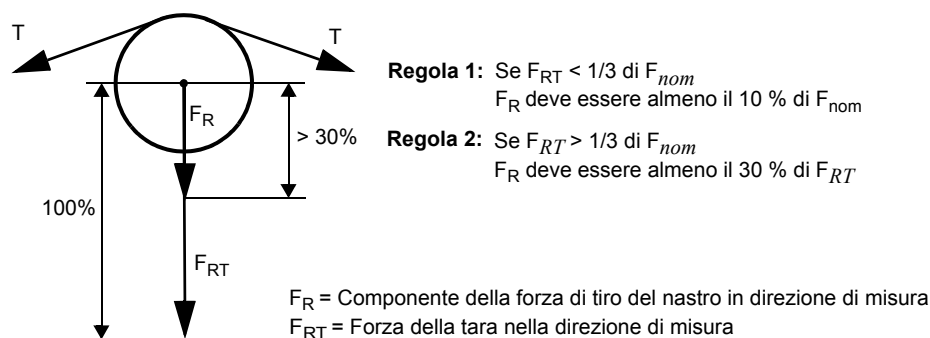 T
T
Regola 1: Se F_RT < 1/3 di F_nom
F_R deve essere almeno il 10 % di F_nom
F_R
> 30%
Regola 2: Se F_RT > 1/3 di F_nom
F_R deve essere almeno il 30 % di F_RT
100%
F_RT
F_R = Componente della forza di tiro del nastro in direzione di misura
F_RT = Forza della tara nella direzione di misura